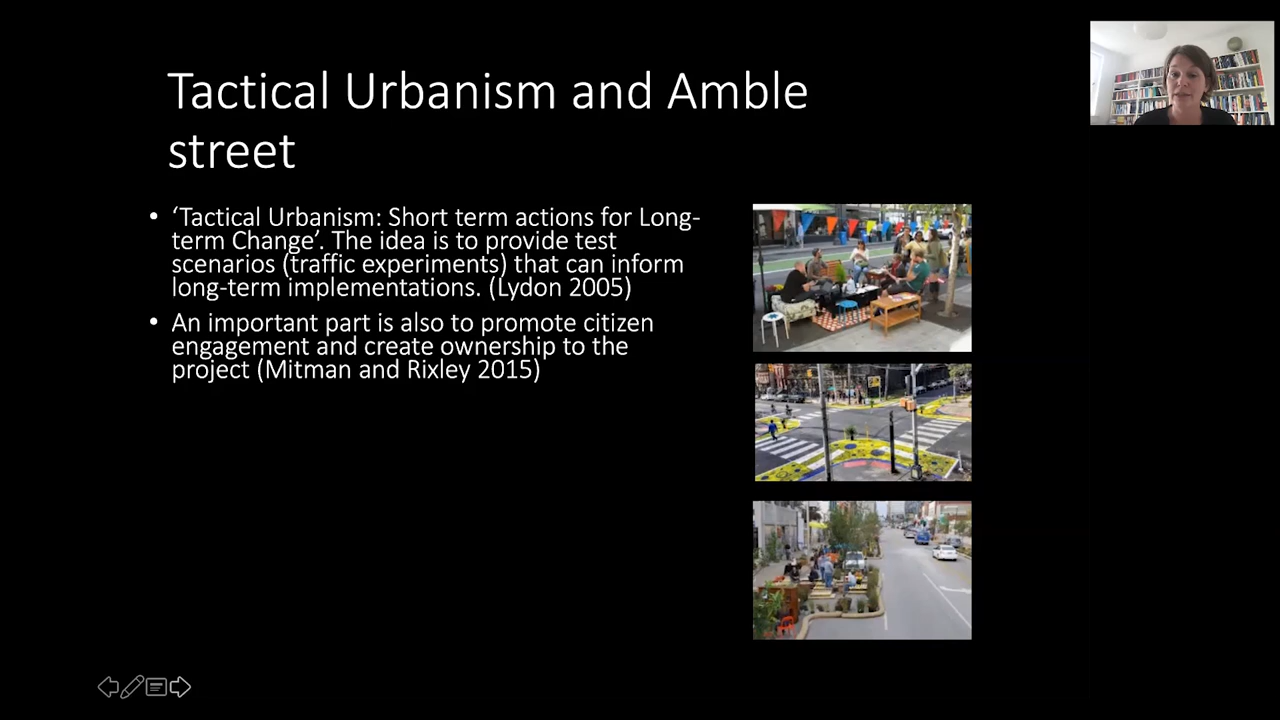 Tactical Urbanism and Amble
street
• ‘Tactical Urbanism: Short term actions for Long-
term Change’. The idea is to provide test
scenarios (traffic experiments) that can inform
long-term implementations. (Lydon 2005)
• An important part is also to promote citizen
engagement and create ownership to the
project (Mitman and Rixley 2015)